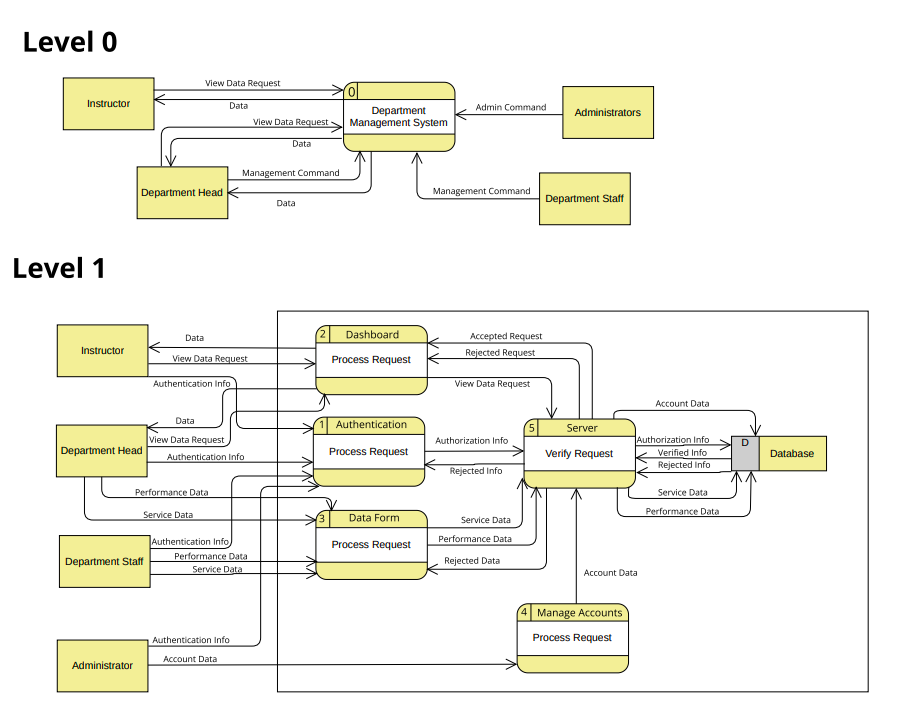 Level 0
Instructor
View Data Request
Data
0
Department
Management System
Admin Command
Administrators
View Data Request
Data
Department Head
Management Command
Data
Management Command
Department Staff
Level 1
Instructor
Data
View Data Request
Authentication Info
2
Dashboard
Process Request
Accepted Request
Rejected Request
View Data Request
Department Head
Data
View Data Request
Authentication Info
Performance Data
Service Data
1
Authentication
Process Request
Authorization Info
Rejected Info
5
Server
Verify Request
Account Data
Authorization Info
Verified Info
Rejected Info
Service Data
Performance Data
D
Database
Department Staff
Authentication Info
Performance Data
Service Data
3
Data Form
Process Request
Service Data
Performance Data
Rejected Data
Account Data
4
Manage Accounts
Process Request
Administrator
Authentication Info
Account Data